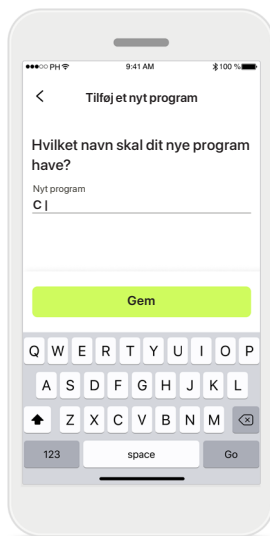 PH 9:41 AM 100 %
Tilføj et nyt program
Hvilket navn skal dit nye program
have?
Nyt program
C |
Gem
Q W E R T Y U I O P
A S D F G H J K L
Z X C V B N M
123 space Go